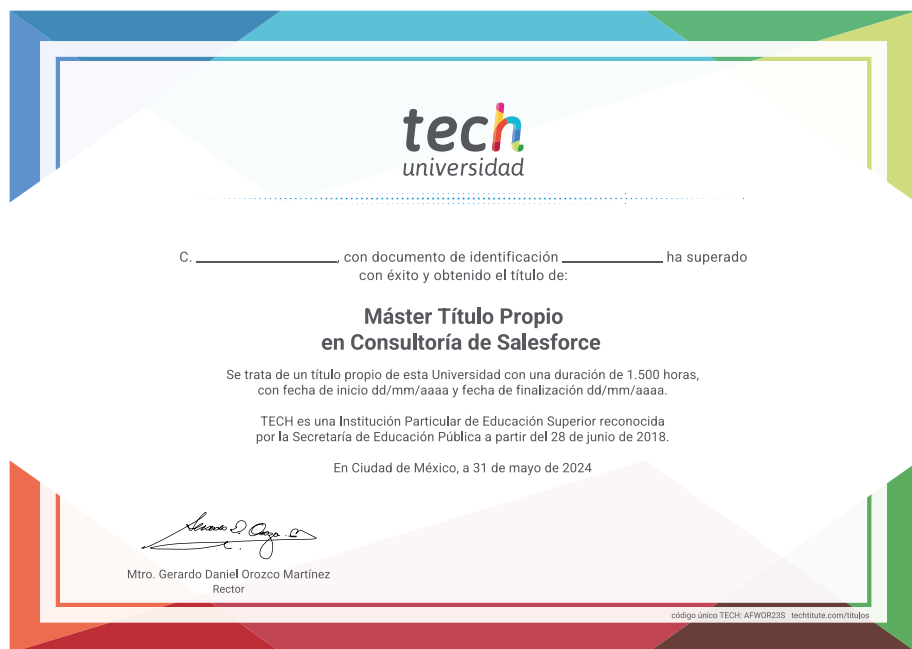 tech
universidad
C. ____________, con documento de identificación ____________ ha superado
con éxito y obtenido el título de:
Máster Título Propio
en Consultoría de Salesforce
Se trata de un título propio de esta Universidad con una duración de 1.500 horas,
con fecha de inicio dd/mm/aaaa y fecha de finalización dd/mm/aaaa.
TECH es una Institución Particular de Educación Superior reconocida
por la Secretaría de Educación Pública a partir del 28 de junio de 2018.
En Ciudad de México, a 31 de mayo de 2024
Mtro. Gerardo Daniel Orozco Martínez
Rector
código único TECH: AFWOR23S techtitute.com/titulos